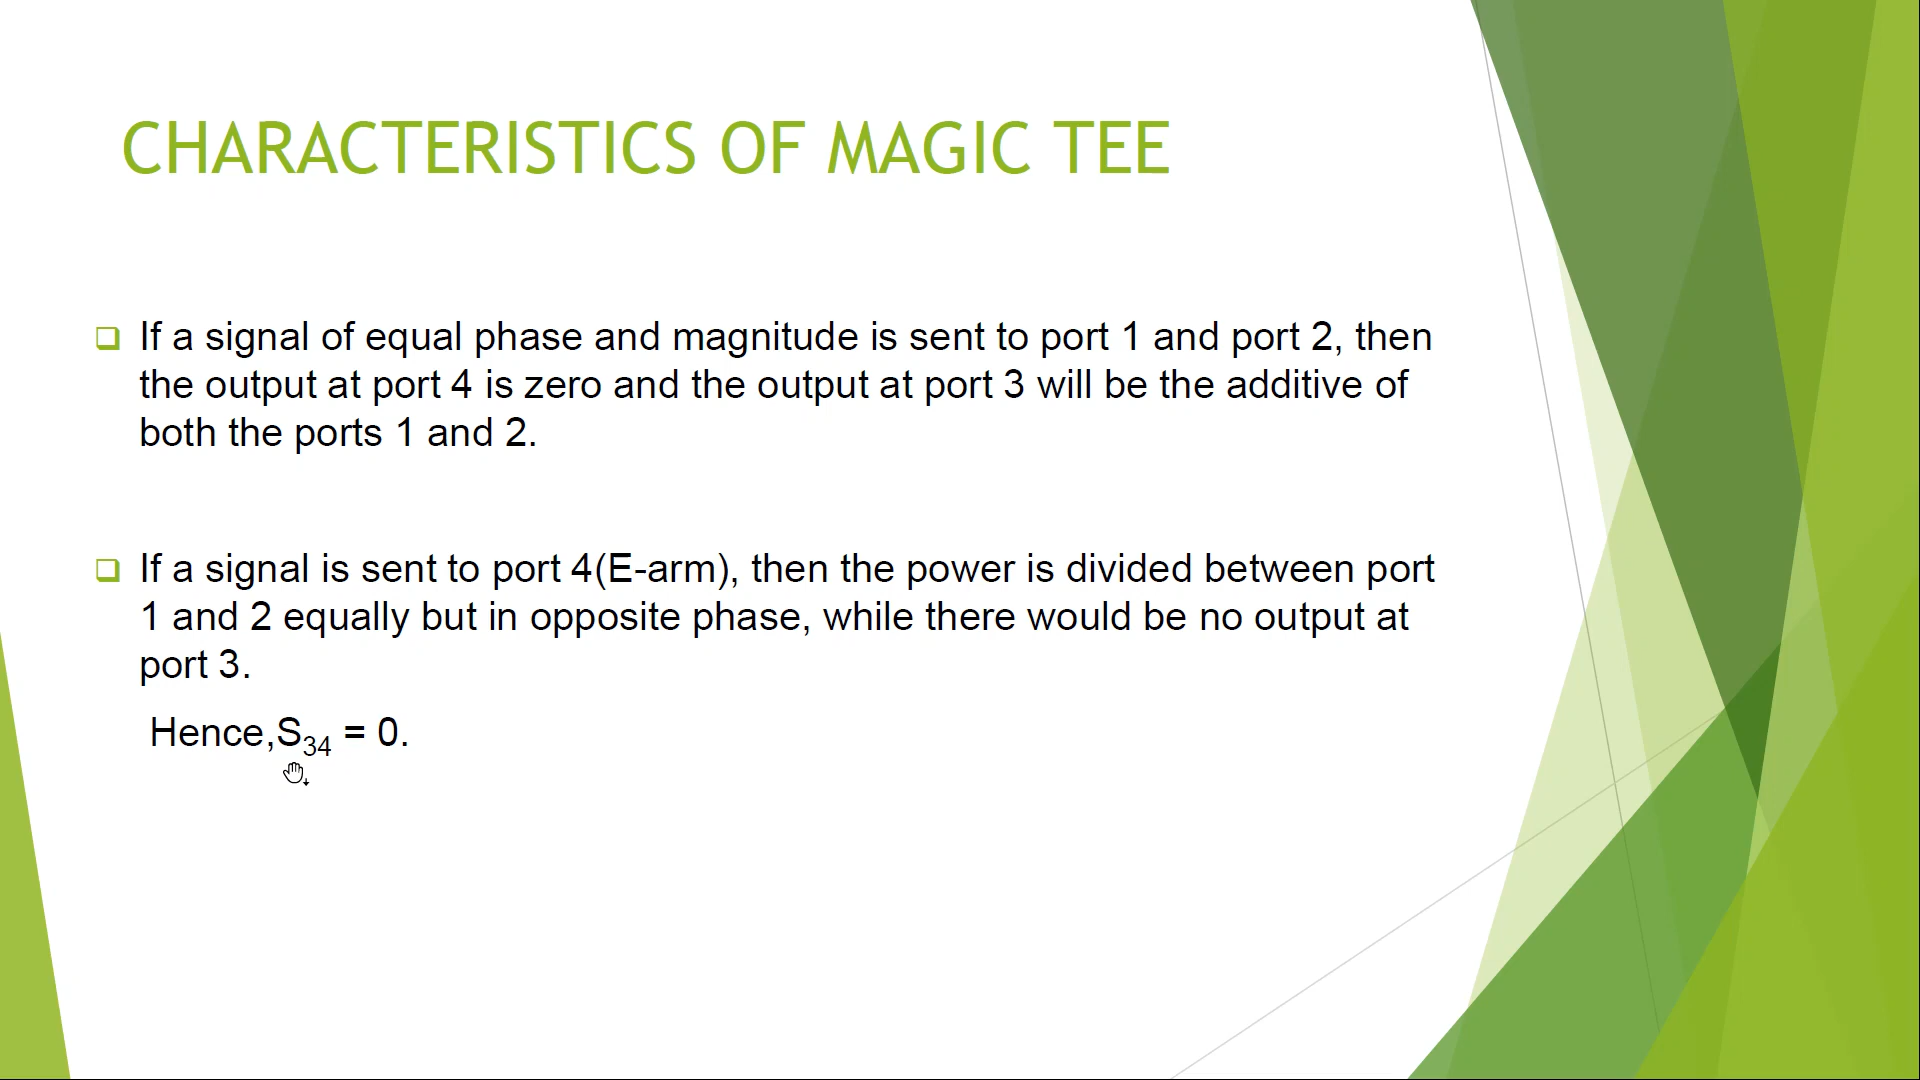 CHARACTERISTICS OF MAGIC TEE
If a signal of equal phase and magnitude is sent to port 1 and port 2, then
the output at port 4 is zero and the output at port 3 will be the additive of
both the ports 1 and 2.
If a signal is sent to port 4(E-arm), then the power is divided between port
1 and 2 equally but in opposite phase, while there would be no output at
port 3.
Hence,S34 = 0.